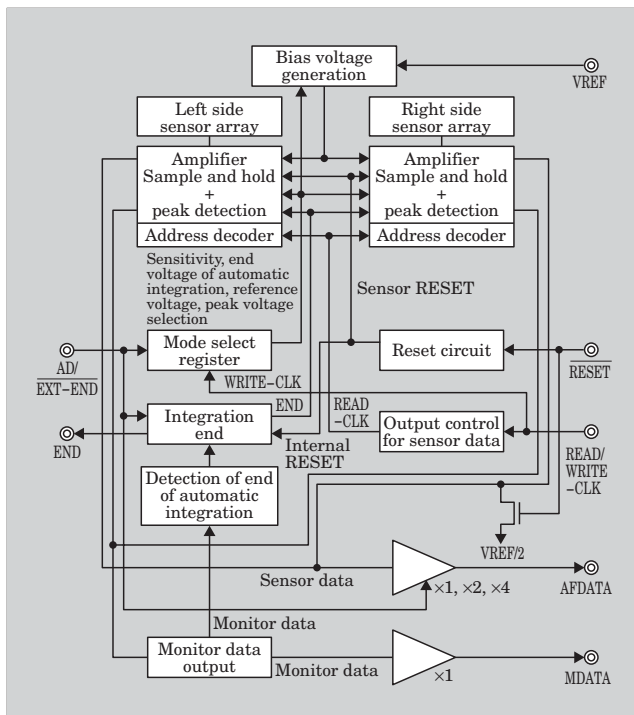 Bias voltage
generation
VREF
Left side
sensor array
Right side
sensor array
Amplifier
Sample and hold
+
peak detection
Address decoder
Amplifier
Sample and hold
+
peak detection
Address decoder
Sensitivity, end
voltage of automatic
integration, reference
voltage, peak voltage
selection
Sensor RESET
AD/
EXT–END
Mode select
register
Reset circuit
RESET
WRITE–CLK
END
Integration
end
END
READ
–CLK
Internal
RESET
Output control
for sensor data
READ/
WRITE
–CLK
Detection of end
of automatic
integration
VREF/2
Sensor data
×1, ×2, ×4
AFDATA
Monitor data
Monitor data
output
Monitor data
×1
MDATA